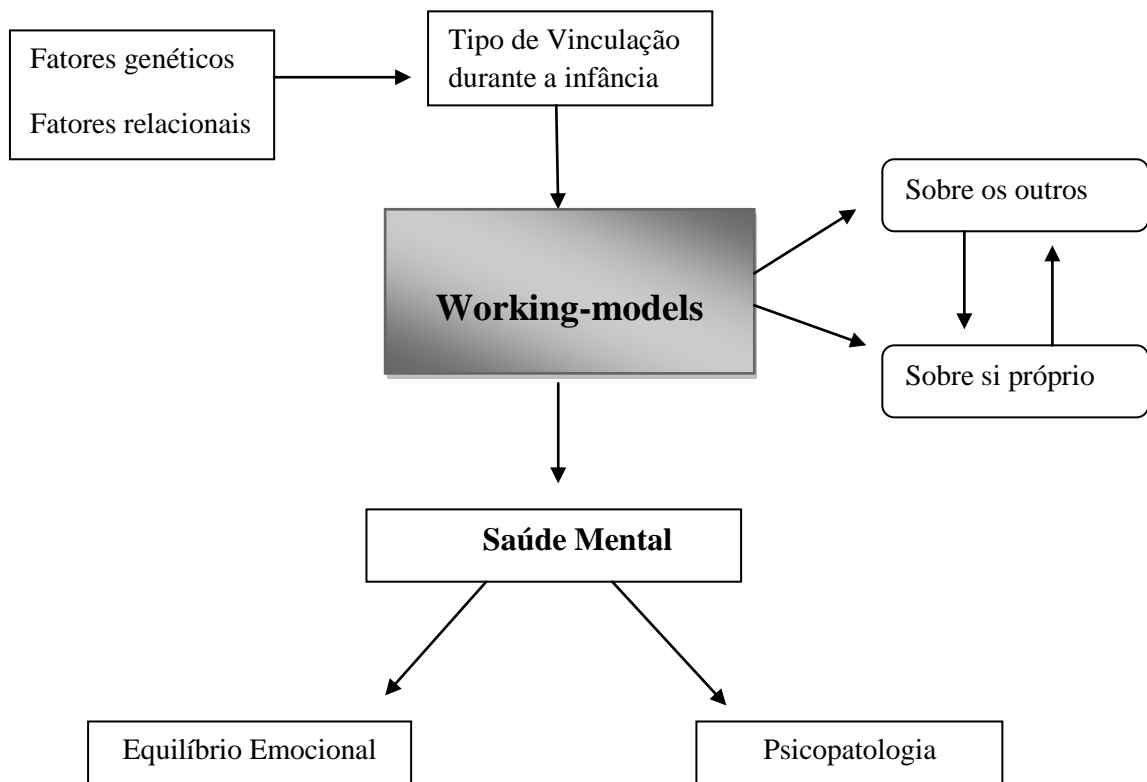 Fatores genéticos
Fatores relacionais
Tipo de Vinculação
durante a infância
Sobre os outros
Working-models
Sobre si próprio
Saúde Mental
Equilíbrio Emocional
Psicopatologia